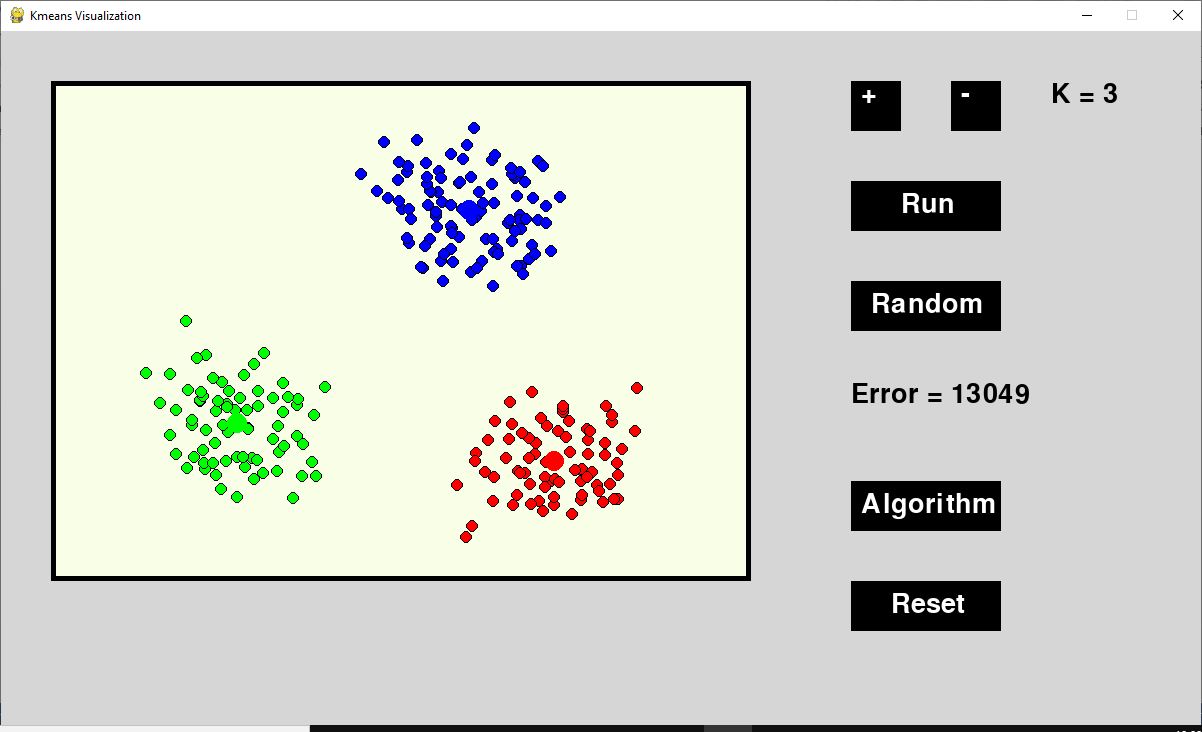 Kmeans Visualization
+ - K = 3
Run
Random
Error = 13049
Algorithm
Reset